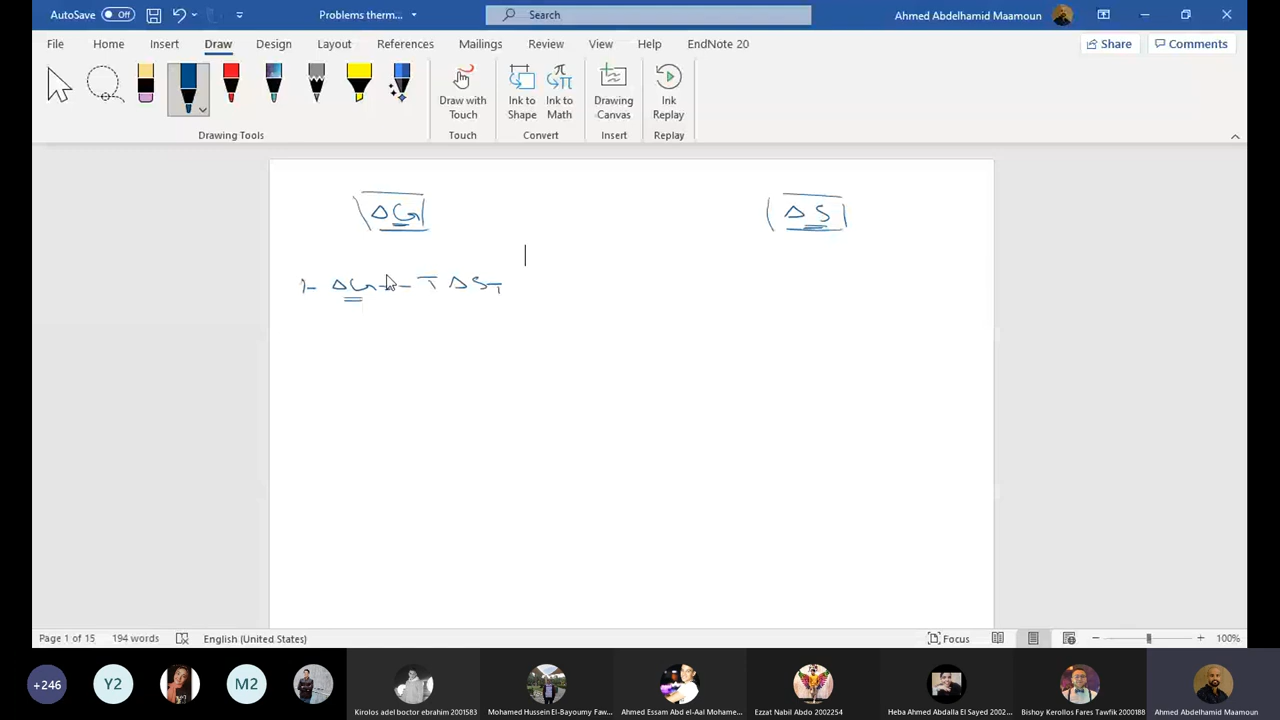 AutoSave Off Problems therm... Search Ahmed Abdelhamid Maamoun
File Home Insert Draw Design Layout References Mailings Review View Help EndNote 20 Share Comments
Draw with Touch
Ink to Shape
Ink to Math
Drawing Canvas
Ink Replay
Drawing Tools Touch Convert Insert Replay
ΔG ΔS
1- ΔG = - T ΔS_T
Page 1 of 15 194 words English (United States) Focus 100%
+246 Y2 M2
Kirolos adel boctor ebrahim 2001583 Mohamed Hussein El-Bayoumy Faw... Ahmed Essam Abd el-Aal Mohame... Ezzat Nabil Abdo 2002254 Heba Ahmed Abdalla El Sayed 2002... Bishoy Kerollos Fares Tawfik 2000188 Ahmed Abdelhamid Maamoun